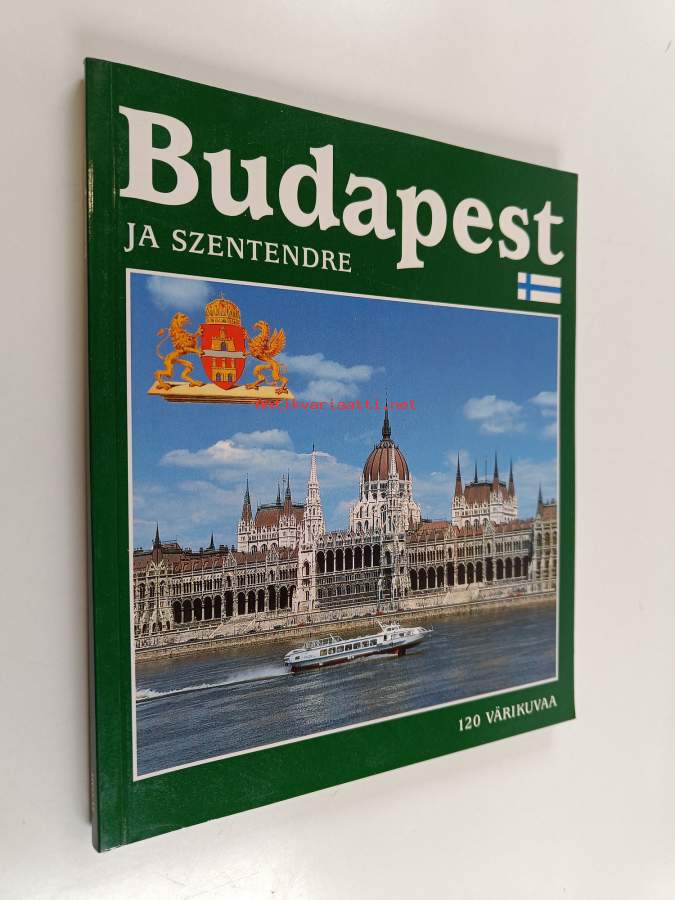 Budapest
JA SZENTENDRE
Antikvariaatti.net
120 VÄRIKUVAA